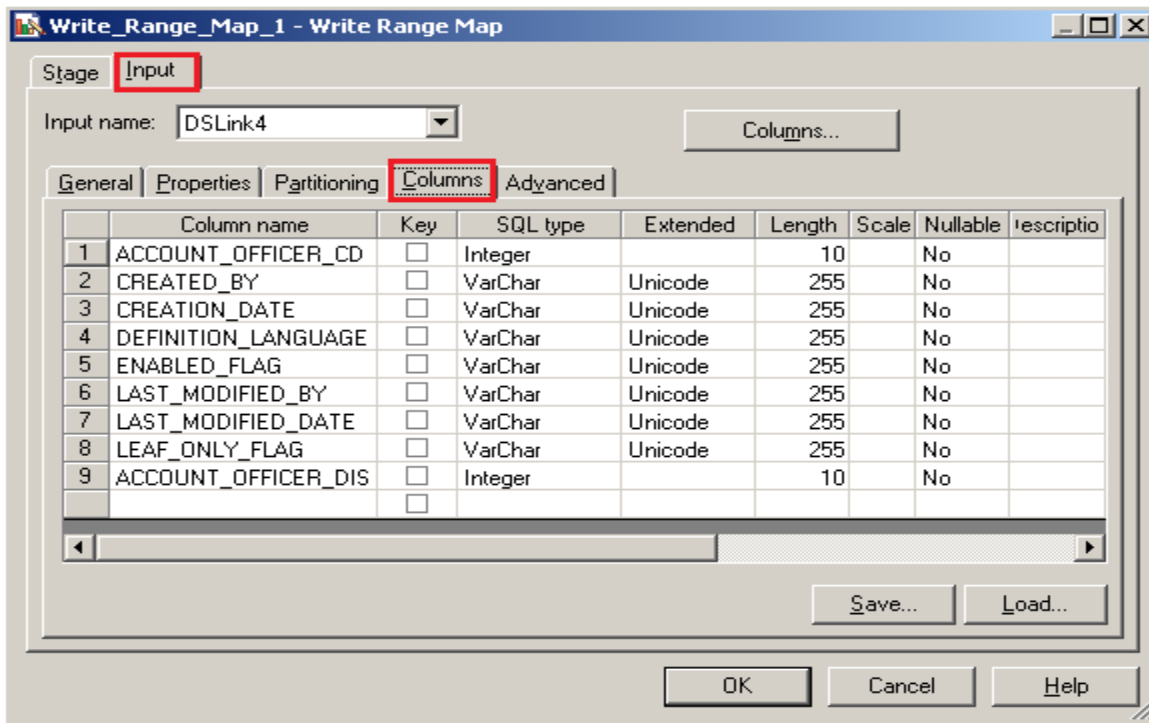 Write_Range_Map_1 - Write Range Map
Stage Input
Input name: DSLink4 Columns...
General Properties Partitioning Columns Advanced
Column name Key SQL type Extended Length Scale Nullable escriptio
1 ACCOUNT_OFFICER_CD Integer 10 No
2 CREATED_BY VarChar Unicode 255 No
3 CREATION_DATE VarChar Unicode 255 No
4 DEFINITION_LANGUAGE VarChar Unicode 255 No
5 ENABLED_FLAG VarChar Unicode 255 No
6 LAST_MODIFIED_BY VarChar Unicode 255 No
7 LAST_MODIFIED_DATE VarChar Unicode 255 No
8 LEAF_ONLY_FLAG VarChar Unicode 255 No
9 ACCOUNT_OFFICER_DIS Integer 10 No
Save... Load...
OK Cancel Help